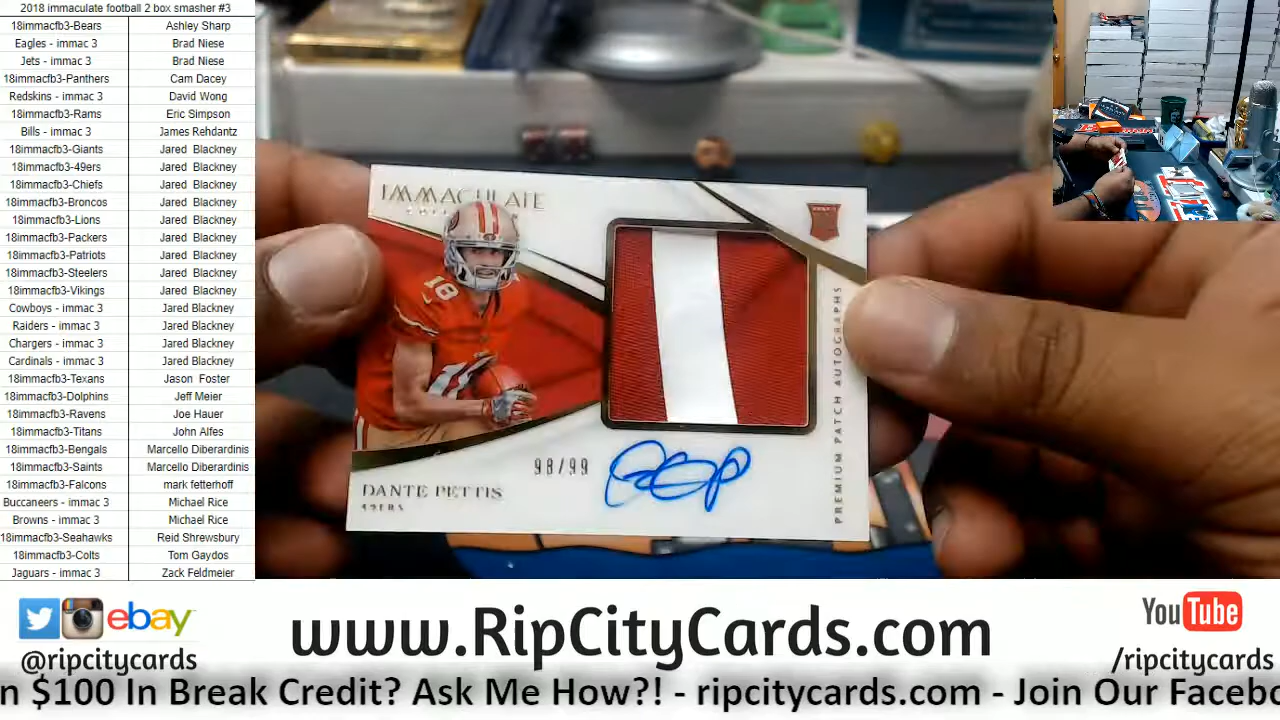 2018 immaculate football 2 box smasher #3
18immacfb3-Bears Ashley Sharp
Eagles - immac 3 Brad Niese
Jets - immac 3 Brad Niese
18immacfb3-Panthers Cam Dacey
Redskins - immac 3 David Wong
18immacfb3-Rams Eric Simpson
Bills - immac 3 James Rehdantz
18immacfb3-Giants Jared Blackney
18immacfb3-49ers Jared Blackney
18immacfb3-Chiefs Jared Blackney
18immacfb3-Broncos Jared Blackney
18immacfb3-Lions Jared Blackney
18immacfb3-Packers Jared Blackney
18immacfb3-Patriots Jared Blackney
18immacfb3-Steelers Jared Blackney
18immacfb3-Vikings Jared Blackney
Cowboys - immac 3 Jared Blackney
Raiders - immac 3 Jared Blackney
Chargers - immac 3 Jared Blackney
Cardinals - immac 3 Jared Blackney
18immacfb3-Texans Jason Foster
18immacfb3-Dolphins Jeff Meier
18immacfb3-Ravens Joe Hauer
18immacfb3-Titans John Alfes
18immacfb3-Bengals Marcello Diberardinis
18immacfb3-Saints Marcello Diberardinis
18immacfb3-Falcons mark fetterhoff
Buccaneers - immac 3 Michael Rice
Browns - immac 3 Michael Rice
18immacfb3-Seahawks Reid Shrewsbury
18immacfb3-Colts Tom Gaydos
Jaguars - immac 3 Zack Feldmeier
IMMACULATE
COLLECTION
18
98/99
DANTE PETTIS
49ERS
PREMIUM PATCH AUTOGRAPHS
ebay
@ripcitycards
www.RipCityCards.com
YouTube
/ripcitycards
n $100 In Break Credit? Ask Me How?! - ripcitycards.com - Join Our Facebo